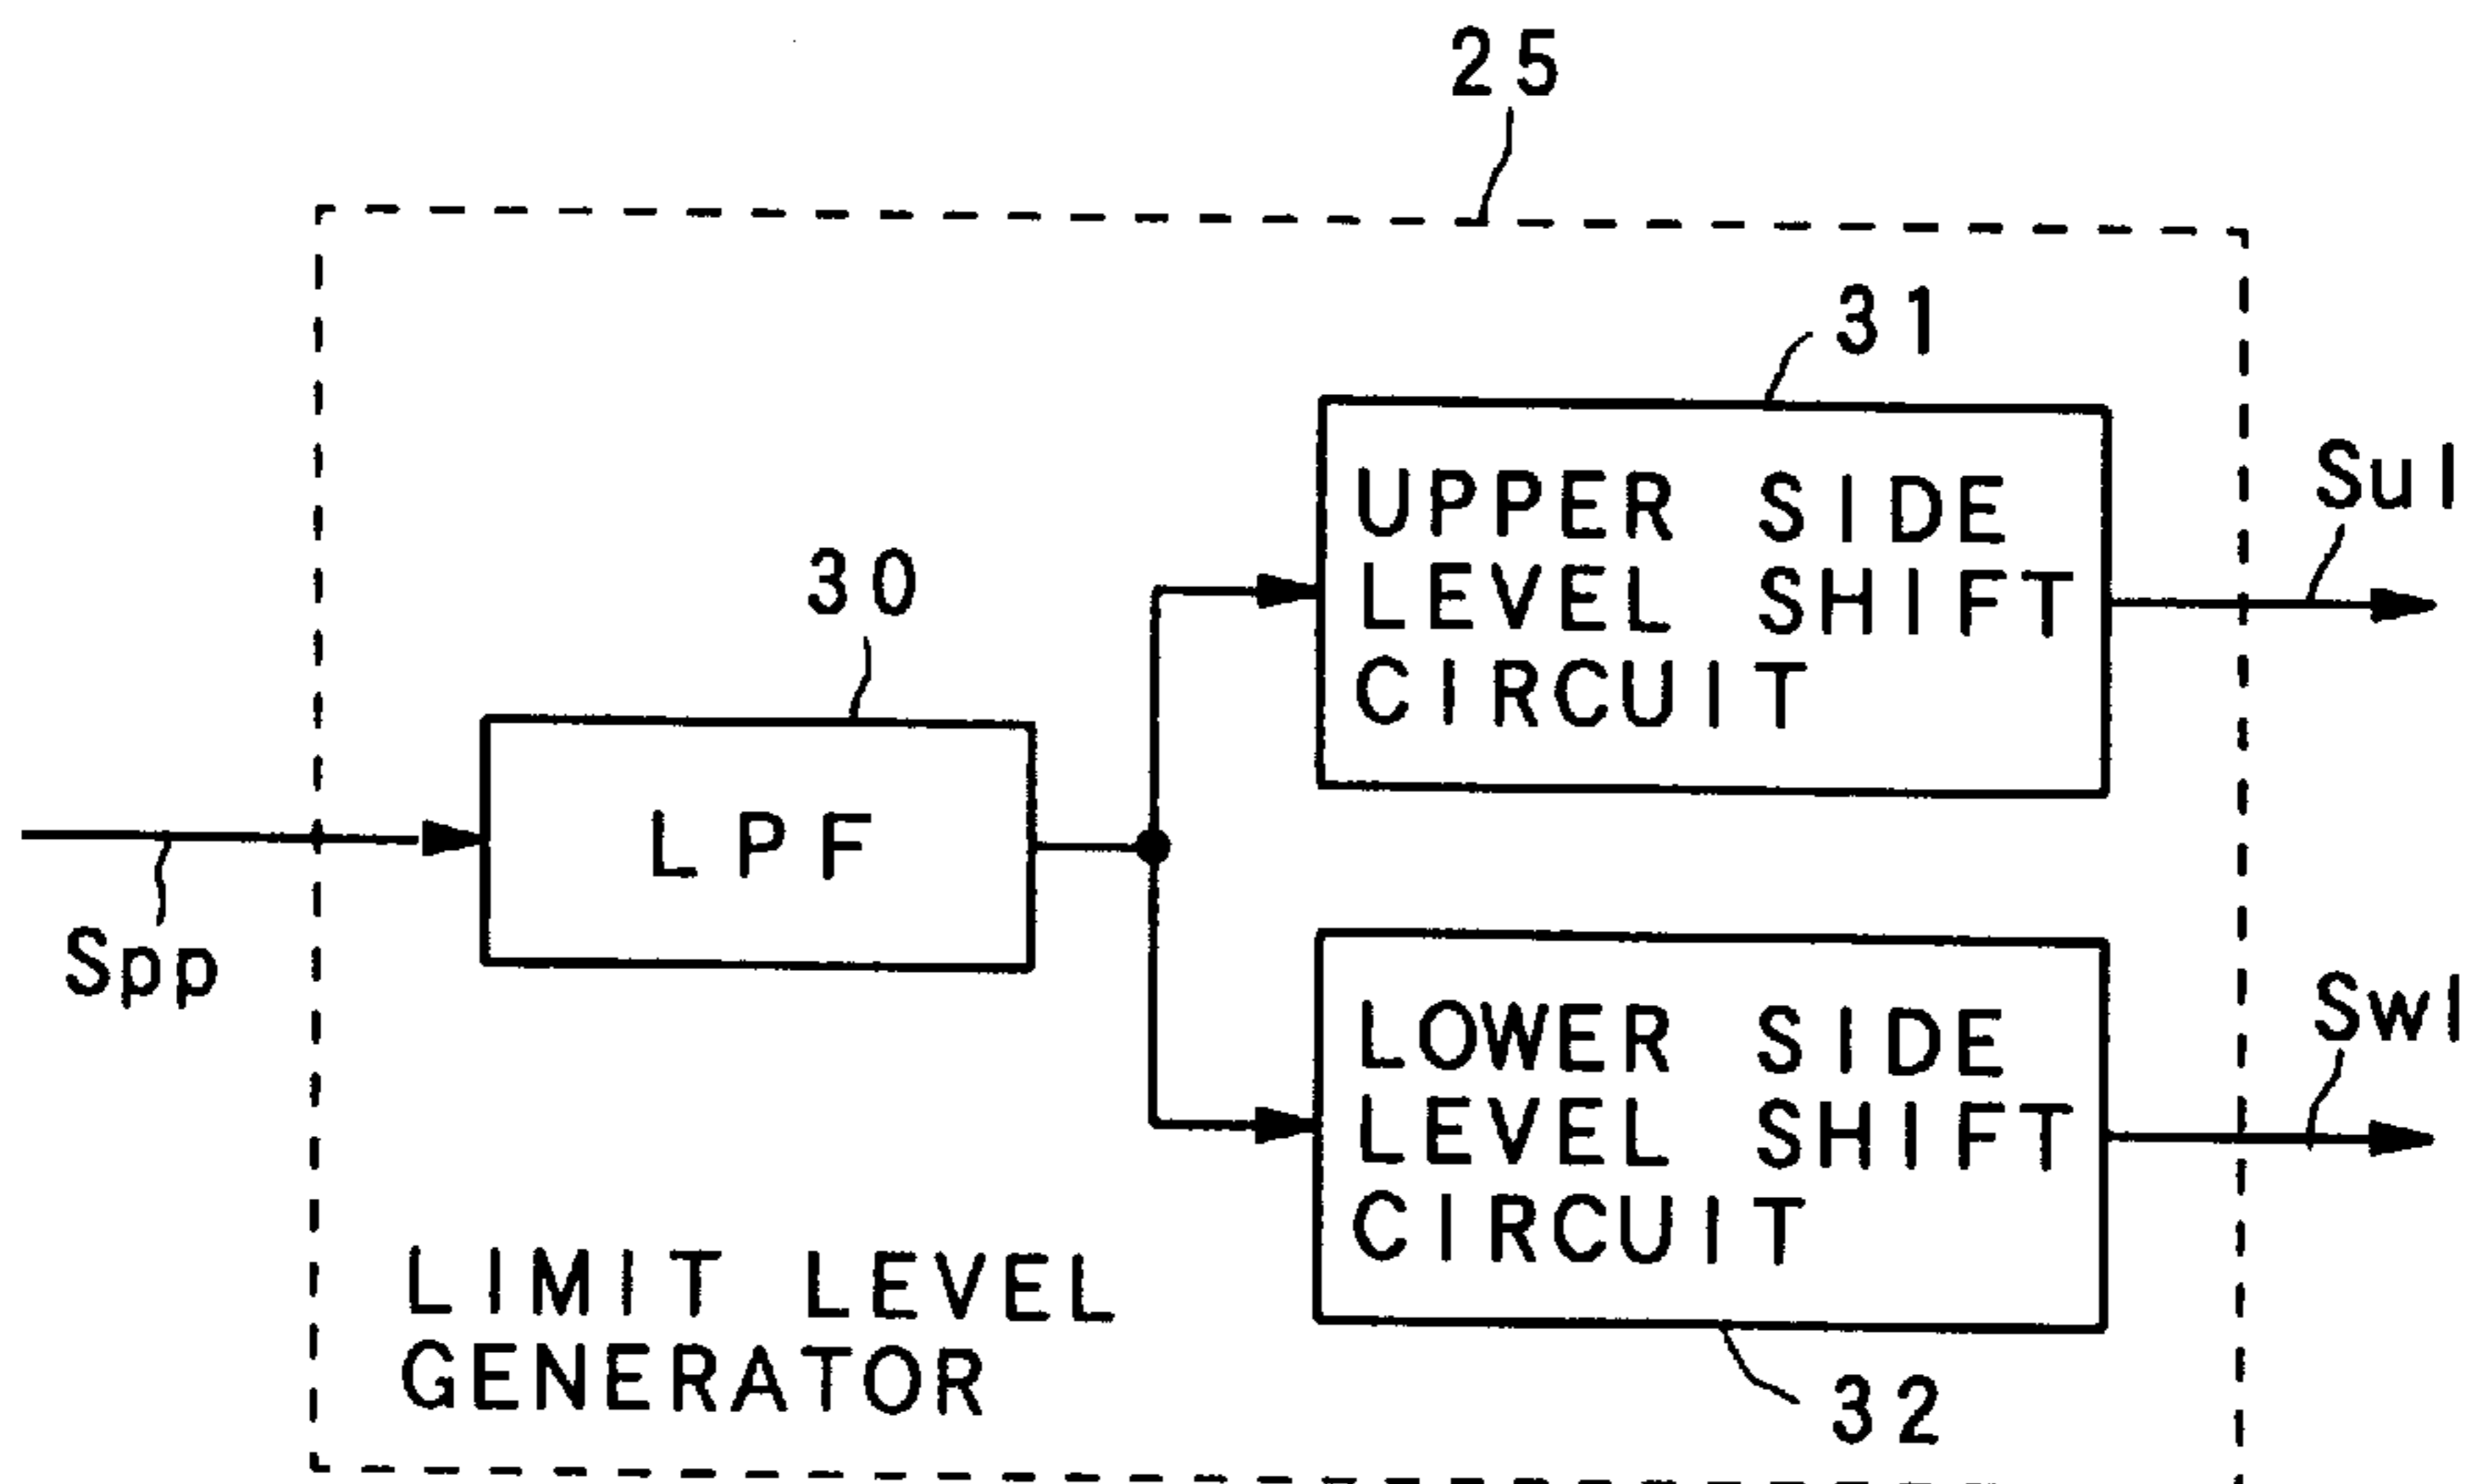 25
31
UPPER SIDE
LEVEL SHIFT
CIRCUIT
Sul
30
LPF
Spp
LOWER SIDE
LEVEL SHIFT
CIRCUIT
Swl
LIMIT LEVEL
GENERATOR
32